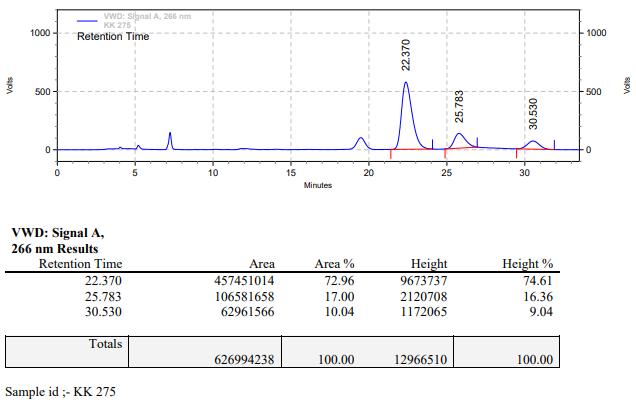 VWD: Signal A, 266 nm
KK 275
Retention Time
1000
500
0
Volts
22.370
25.783
30.530
1000
500
0
Volts
0 5 10 15 20 25 30
Minutes
VWD: Signal A,
266 nm Results
Retention Time Area Area % Height Height %
22.370 457451014 72.96 9673737 74.61
25.783 106581658 17.00 2120708 16.36
30.530 62961566 10.04 1172065 9.04
Totals
626994238 100.00 12966510 100.00
Sample id ;- KK 275